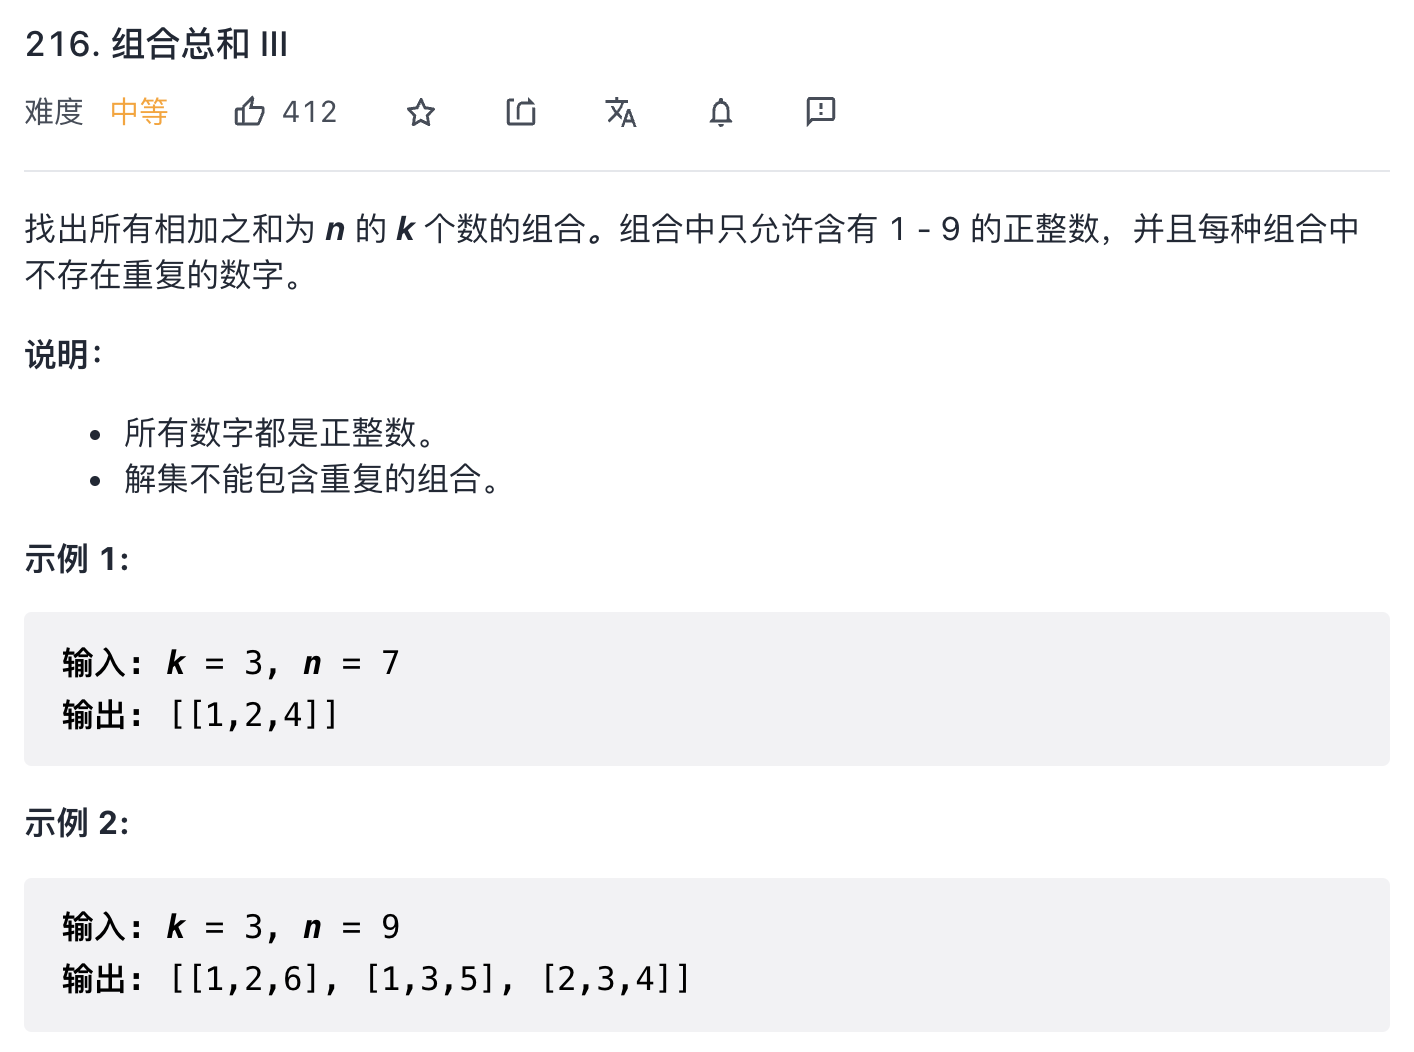 216. 组合总和 III
难度 中等 412
找出所有相加之和为 n 的 k 个数的组合。组合中只允许含有 1 - 9 的正整数，并且每种组合中
不存在重复的数字。
说明：
• 所有数字都是正整数。
• 解集不能包含重复的组合。
示例 1:
输入: k = 3, n = 7
输出: [[1,2,4]]
示例 2:
输入: k = 3, n = 9
输出: [[1,2,6], [1,3,5], [2,3,4]]